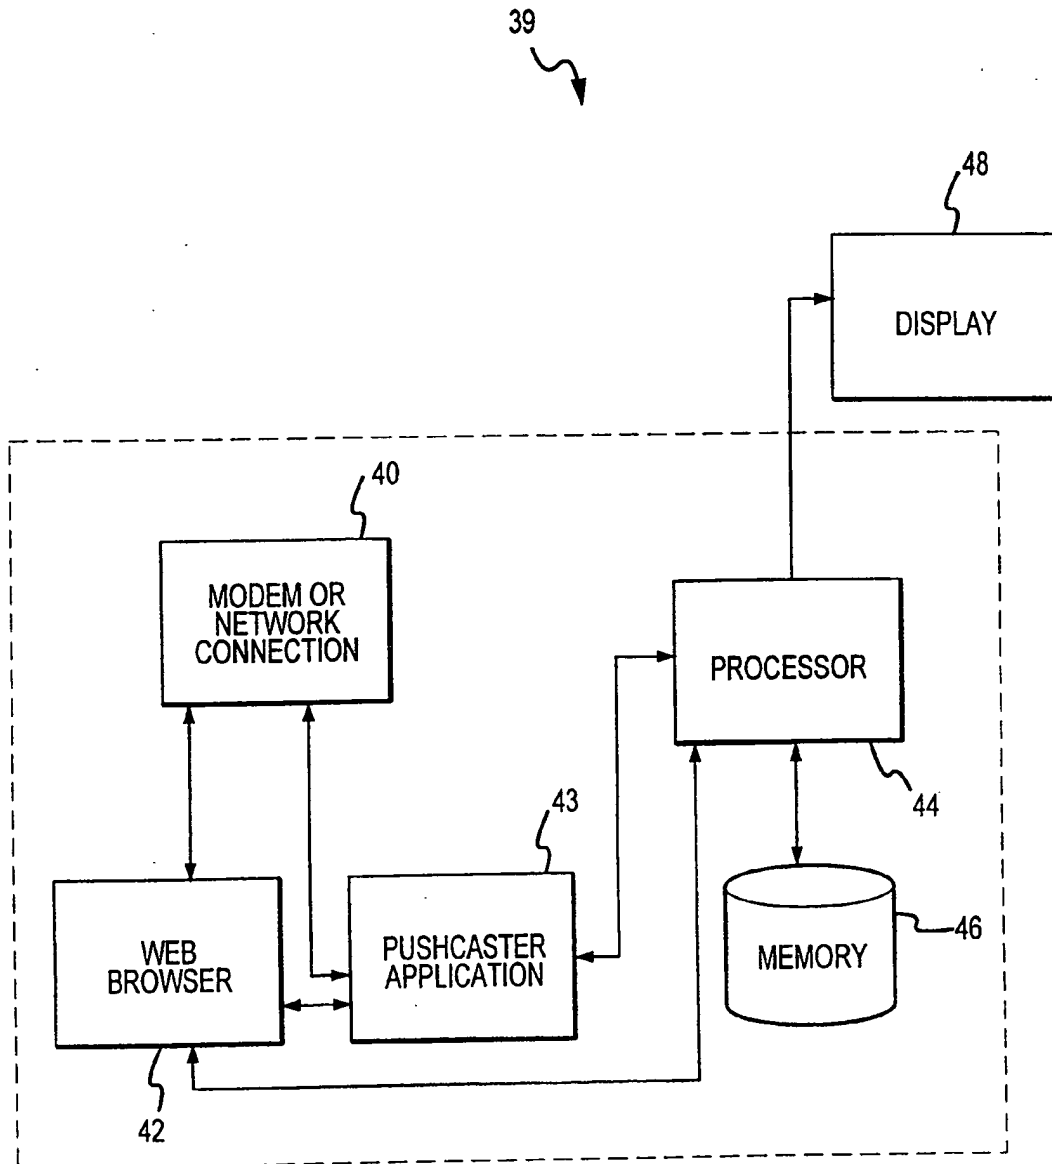 39
48
DISPLAY
40
MODEM OR
NETWORK
CONNECTION
PROCESSOR
44
43
WEB
BROWSER
PUSHCASTER
APPLICATION
MEMORY
46
42